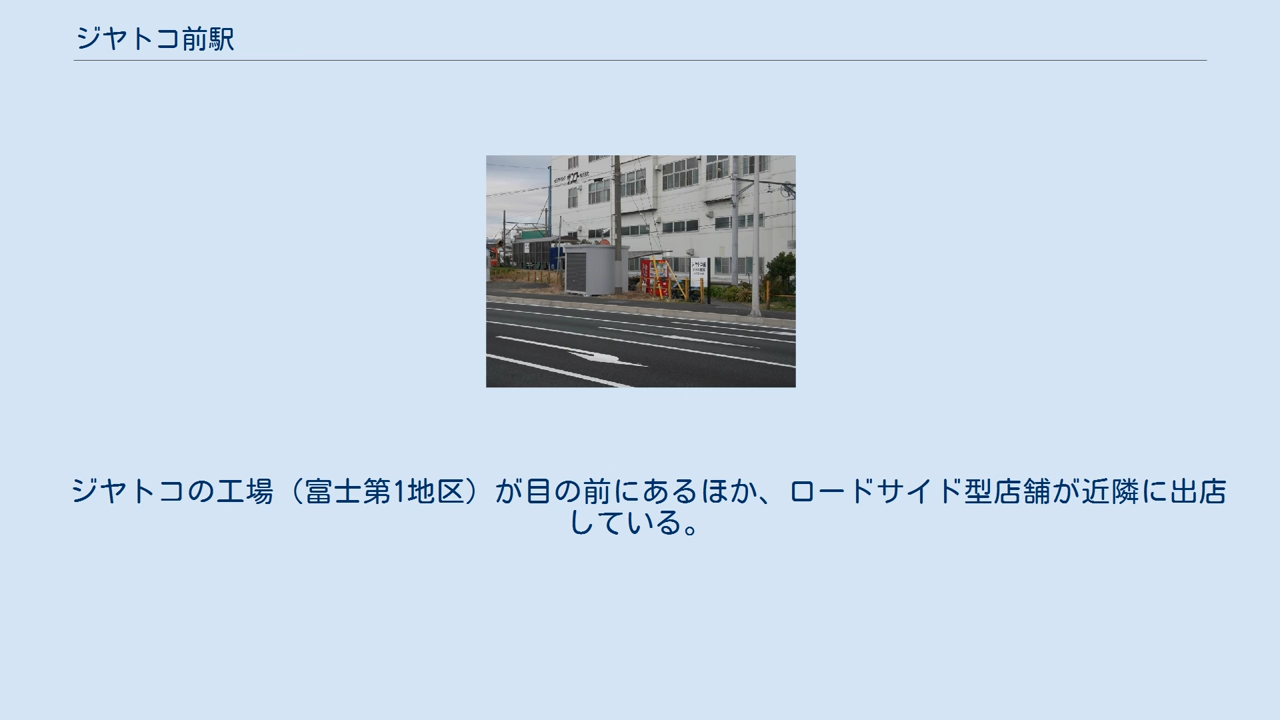 ジヤトコ前駅
ジヤトコの工場（富士第1地区）が目の前にあるほか、ロードサイド型店舗が近隣に出店
している。